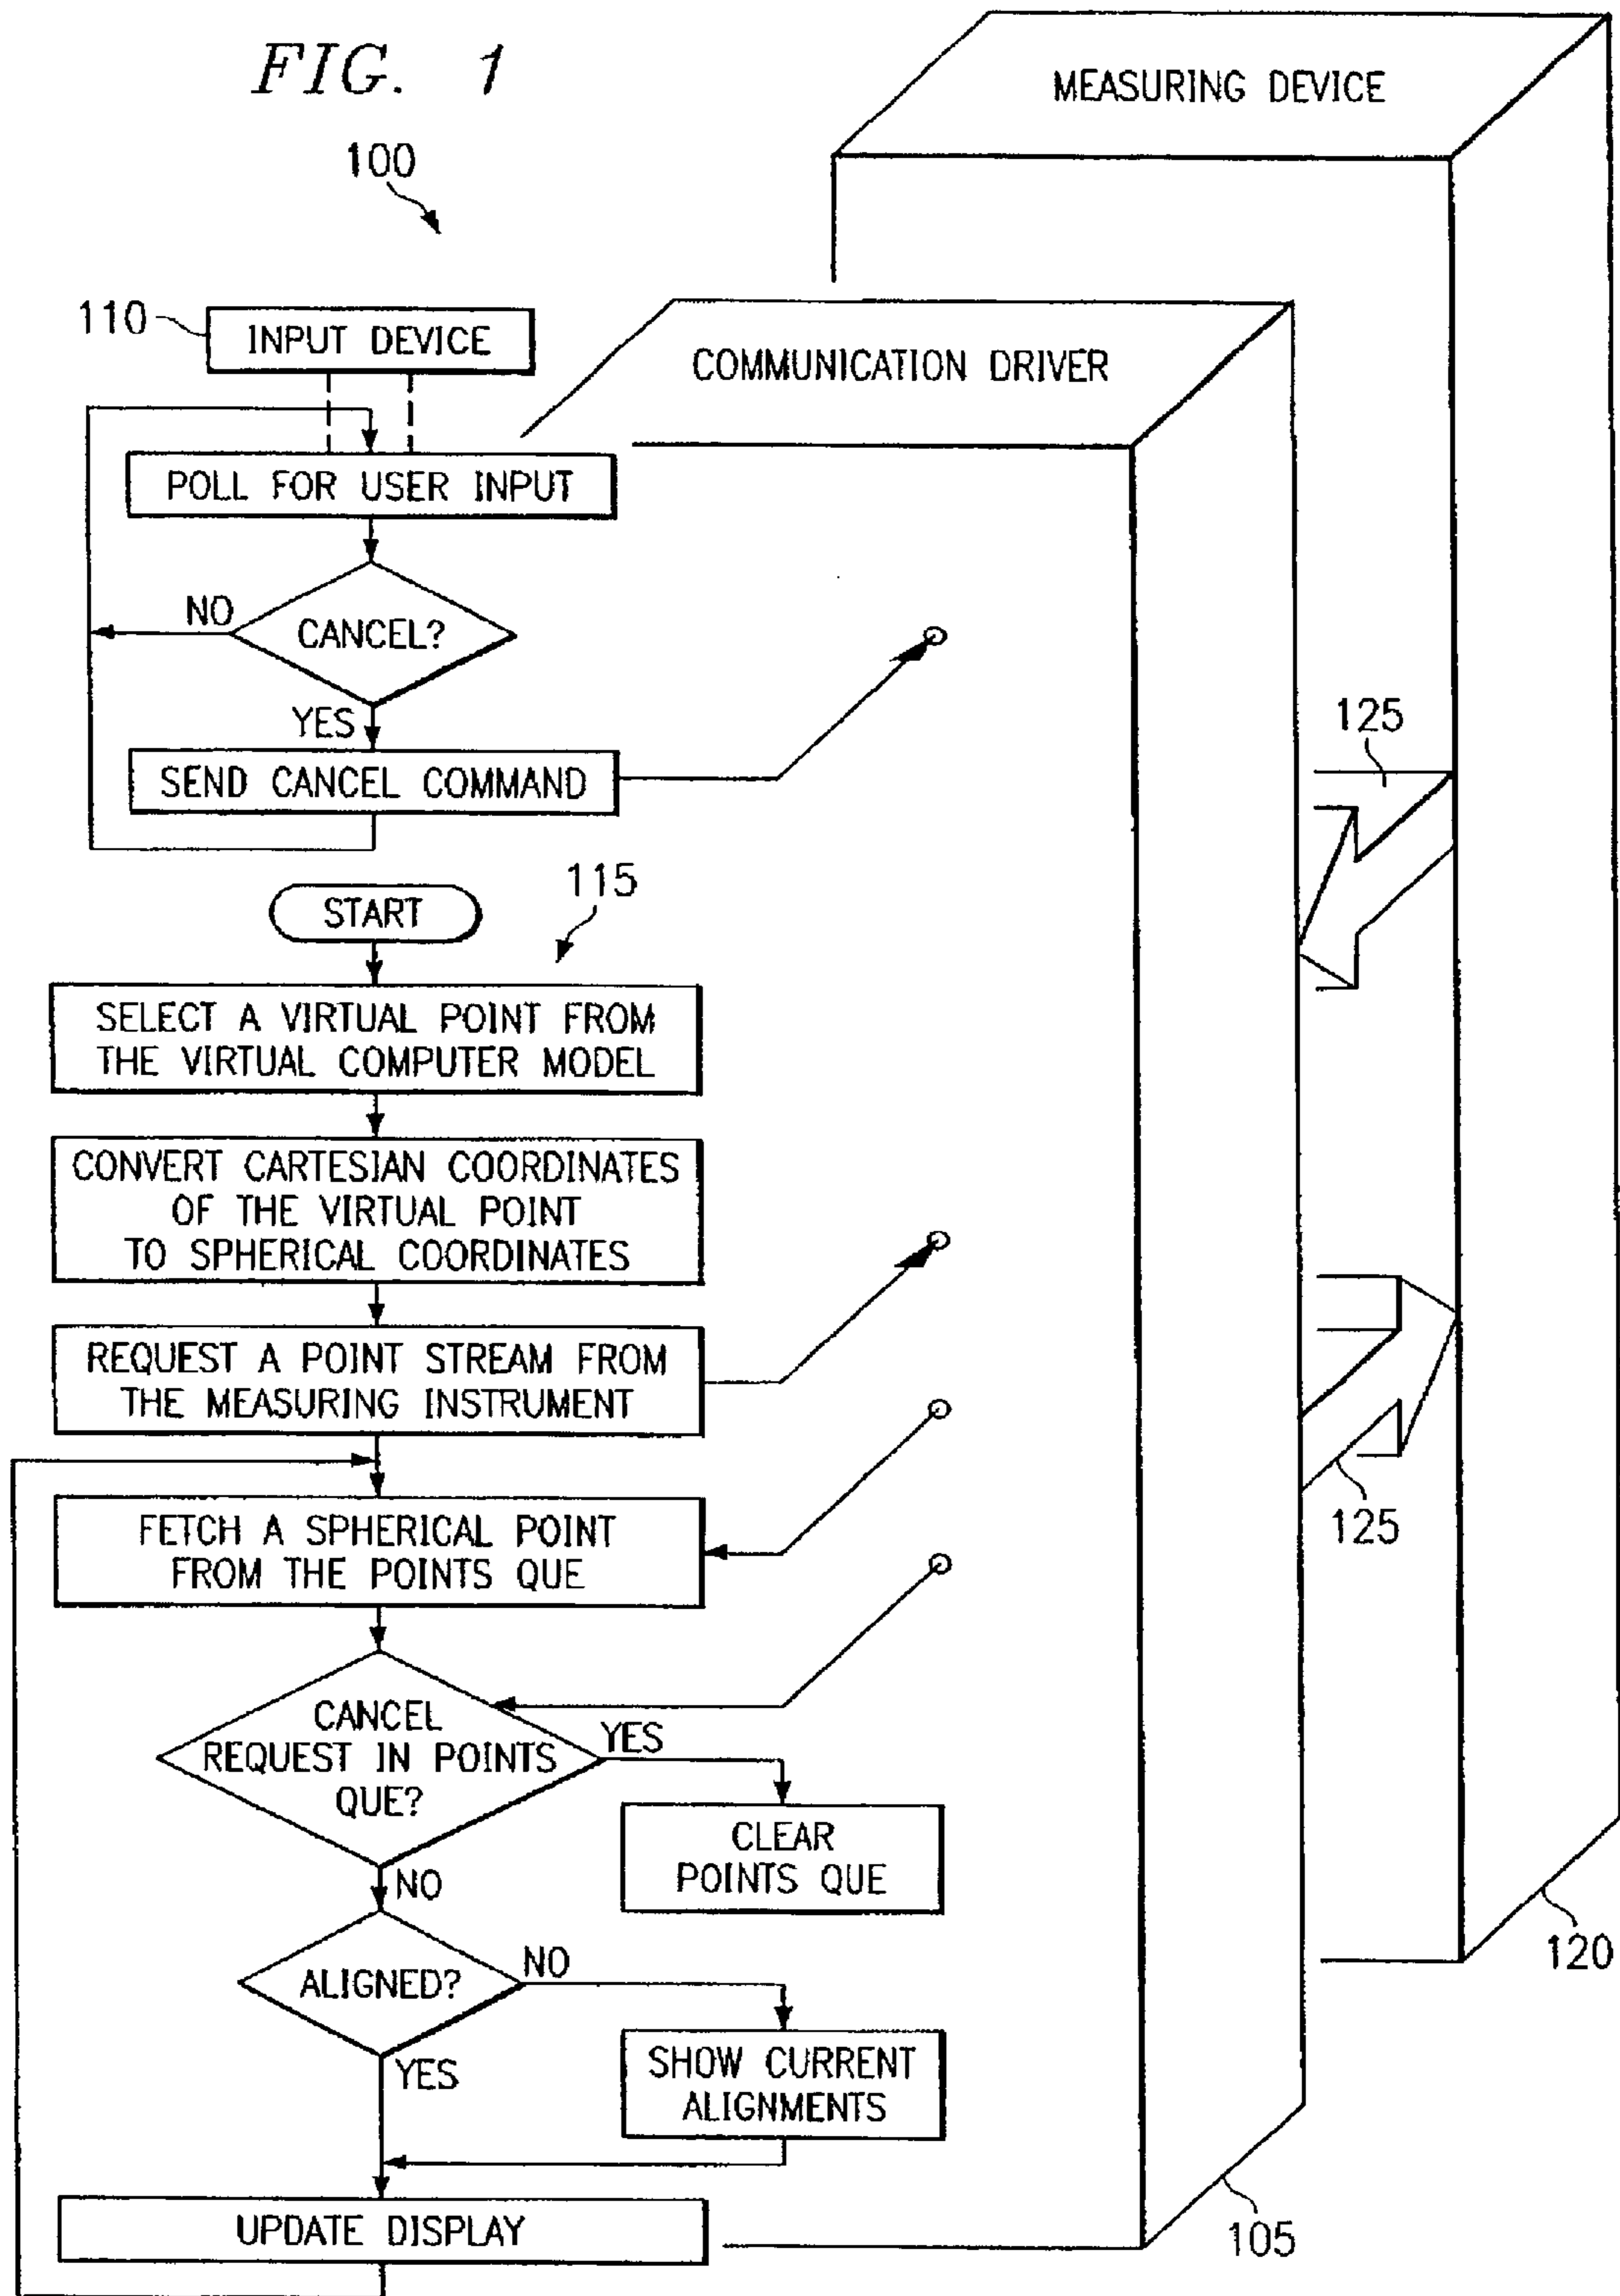 FIG. 1
100
MEASURING DEVICE
110
INPUT DEVICE
COMMUNICATION DRIVER
POLL FOR USER INPUT
CANCEL?
NO
YES
SEND CANCEL COMMAND
125
START
115
SELECT A VIRTUAL POINT FROM
THE VIRTUAL COMPUTER MODEL
CONVERT CARTESIAN COORDINATES
OF THE VIRTUAL POINT
TO SPHERICAL COORDINATES
REQUEST A POINT STREAM FROM
THE MEASURING INSTRUMENT
125
FETCH A SPHERICAL POINT
FROM THE POINTS QUE
CANCEL
REQUEST IN POINTS
QUE?
YES
CLEAR
POINTS QUE
NO
ALIGNED?
NO
SHOW CURRENT
ALIGNMENTS
YES
UPDATE DISPLAY
120
105